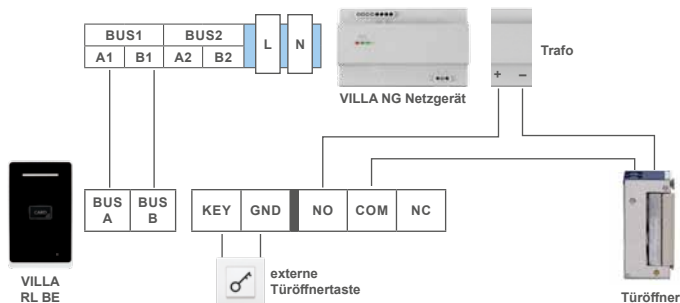 BUS1 BUS2
A1 B1 A2 B2
L N
VILLA NG Netzgerät
+ −
Trafo
BUS A
BUS B
KEY GND NO COM NC
VILLA
RL BE
externe
Türöffnertaste
Türöffner